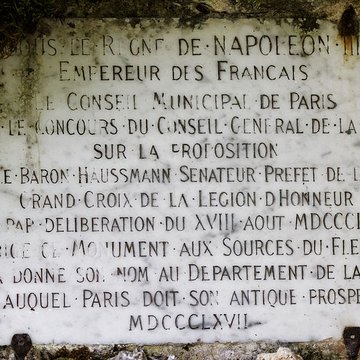 SOUS·LE·REGNE·DE·NAPOLEON·III
EMPEREUR DES FRANCAIS
LE CONSEIL MUNICIPAL DE PARIS
LE·CONCOURS·DU·CONSEIL·GENERAL·DE·LA
SUR LA PROPOSITION
E·BARON·HAUSSMANN SENATEUR·PREFET DE L
GRAND·CROIX DE LA LEGION D'HONNEUR
PAR·DELIBERATION DU XVIII·AOUT MDCCCL
CE·MONUMENT AUX SOURCES DU FLE
DONNE SON NOM AU DEPARTEMENT DE LA
AUQUEL PARIS DOIT SON ANTIQUE PROSPE
MDCCCLXVII